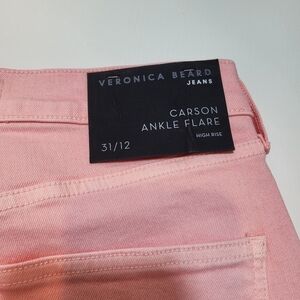 VERONICA BEARD
JEANS
CARSON
ANKLE FLARE
HIGH RISE
31/12